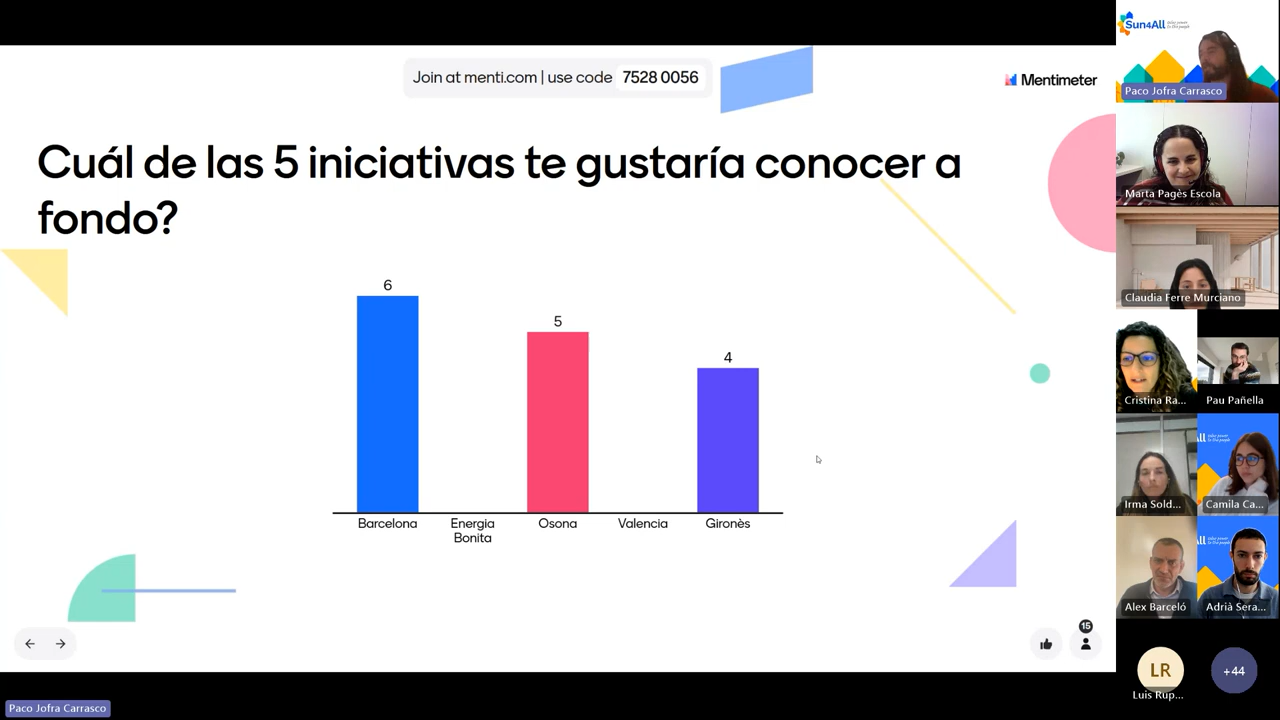 Join at menti.com | use code 7528 0056
Mentimeter
Cuál de las 5 iniciativas te gustaría conocer a
fondo?
6
5
4
Barcelona
Energia
Bonita
Osona
Valencia
Gironès
15
Paco Jofra Carrasco
Sun4All
Paco Jofra Carrasco
Marta Pagès Escola
Claudia Ferre Murciano
Cristina Ra...
Pau Pañella
Irma Sold...
Camila Ca...
Alex Barceló
Adrià Sera...
LR
Luis Rup...
+44